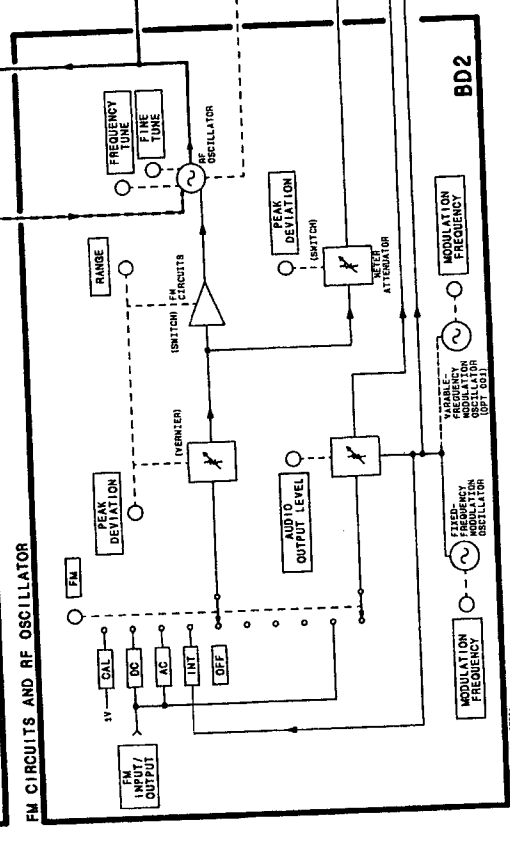 FM CIRCUITS AND RF OSCILLATOR
BD2
FREQUENCY
TUNE
FINE
TUNE
RF
OSCILLATOR
RANGE
(SWITCH)
FM
CIRCUITS
PEAK
DEVIATION
(SWITCH)
METER
ATTENUATOR
MODULATION
FREQUENCY
VARABLE-
FREQUENCY
MODULATION
OSCILLATOR
(OPT 001)
PEAK
DEVIATION
(VERNIER)
AUDIO
OUTPUT LEVEL
FIXED-
FREQUENCY
MODULATION
OSCILLATOR
MODULATION
FREQUENCY
FM
1V
CAL
DC
AC
INT
OFF
FM
INPUT/
OUTPUT